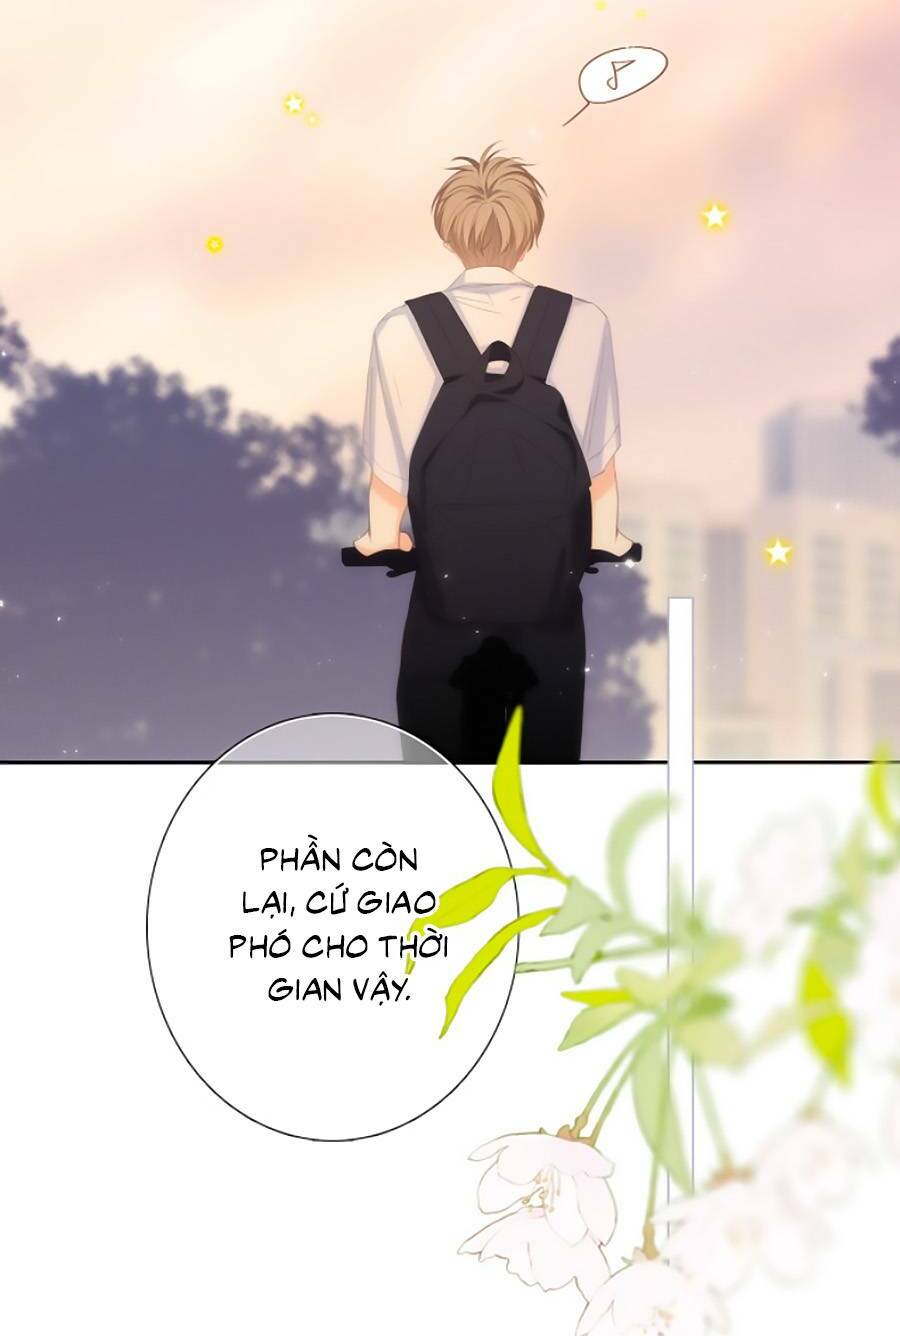 PHẦN CÒN
LẠI, CỨ GIAO
PHÓ CHO THỜI
GIAN VẬY.